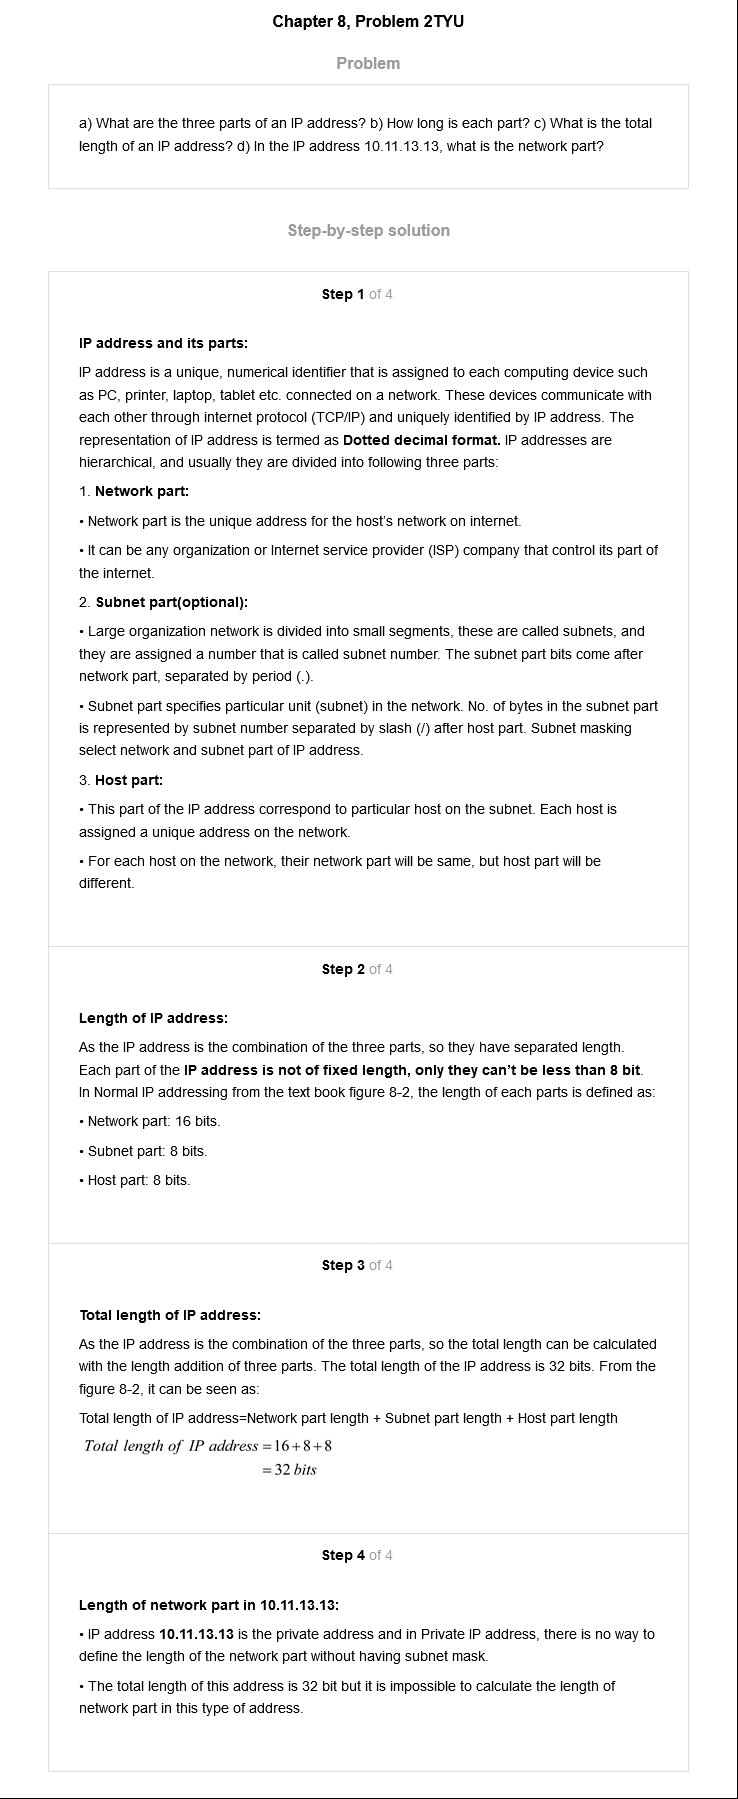 Chapter 8, Problem 2TYU
Problem
a) What are the three parts of an IP address? b) How long is each part? c) What is the total
length of an IP address? d) In the IP address 10.11.13.13, what is the network part?
Step-by-step solution
Step 1 of 4
IP address and its parts:
IP address is a unique, numerical identifier that is assigned to each computing device such
as PC, printer, laptop, tablet etc. connected on a network. These devices communicate with
each other through internet protocol (TCP/IP) and uniquely identified by IP address. The
representation of IP address is termed as Dotted decimal format. IP addresses are
hierarchical, and usually they are divided into following three parts:
1. Network part:
• Network part is the unique address for the host's network on internet.
• It can be any organization or Internet service provider (ISP) company that control its part of
the internet.
2. Subnet part(optional):
• Large organization network is divided into small segments, these are called subnets, and
they are assigned a number that is called subnet number. The subnet part bits come after
network part, separated by period (.).
• Subnet part specifies particular unit (subnet) in the network. No. of bytes in the subnet part
is represented by subnet number separated by slash (/) after host part. Subnet masking
select network and subnet part of IP address.
3. Host part:
• This part of the IP address correspond to particular host on the subnet. Each host is
assigned a unique address on the network.
• For each host on the network, their network part will be same, but host part will be
different.
Step 2 of 4
Length of IP address:
As the IP address is the combination of the three parts, so they have separated length.
Each part of the IP address is not of fixed length, only they can't be less than 8 bit.
In Normal IP addressing from the text book figure 8-2, the length of each parts is defined as:
• Network part: 16 bits.
• Subnet part: 8 bits.
• Host part: 8 bits.
Step 3 of 4
Total length of IP address:
As the IP address is the combination of the three parts, so the total length can be calculated
with the length addition of three parts. The total length of the IP address is 32 bits. From the
figure 8-2, it can be seen as:
Total length of IP address=Network part length + Subnet part length + Host part length
Total length of IP address = 16+8+8
= 32 bits
Step 4 of 4
Length of network part in 10.11.13.13:
• IP address 10.11.13.13 is the private address and in Private IP address, there is no way to
define the length of the network part without having subnet mask.
• The total length of this address is 32 bit but it is impossible to calculate the length of
network part in this type of address.